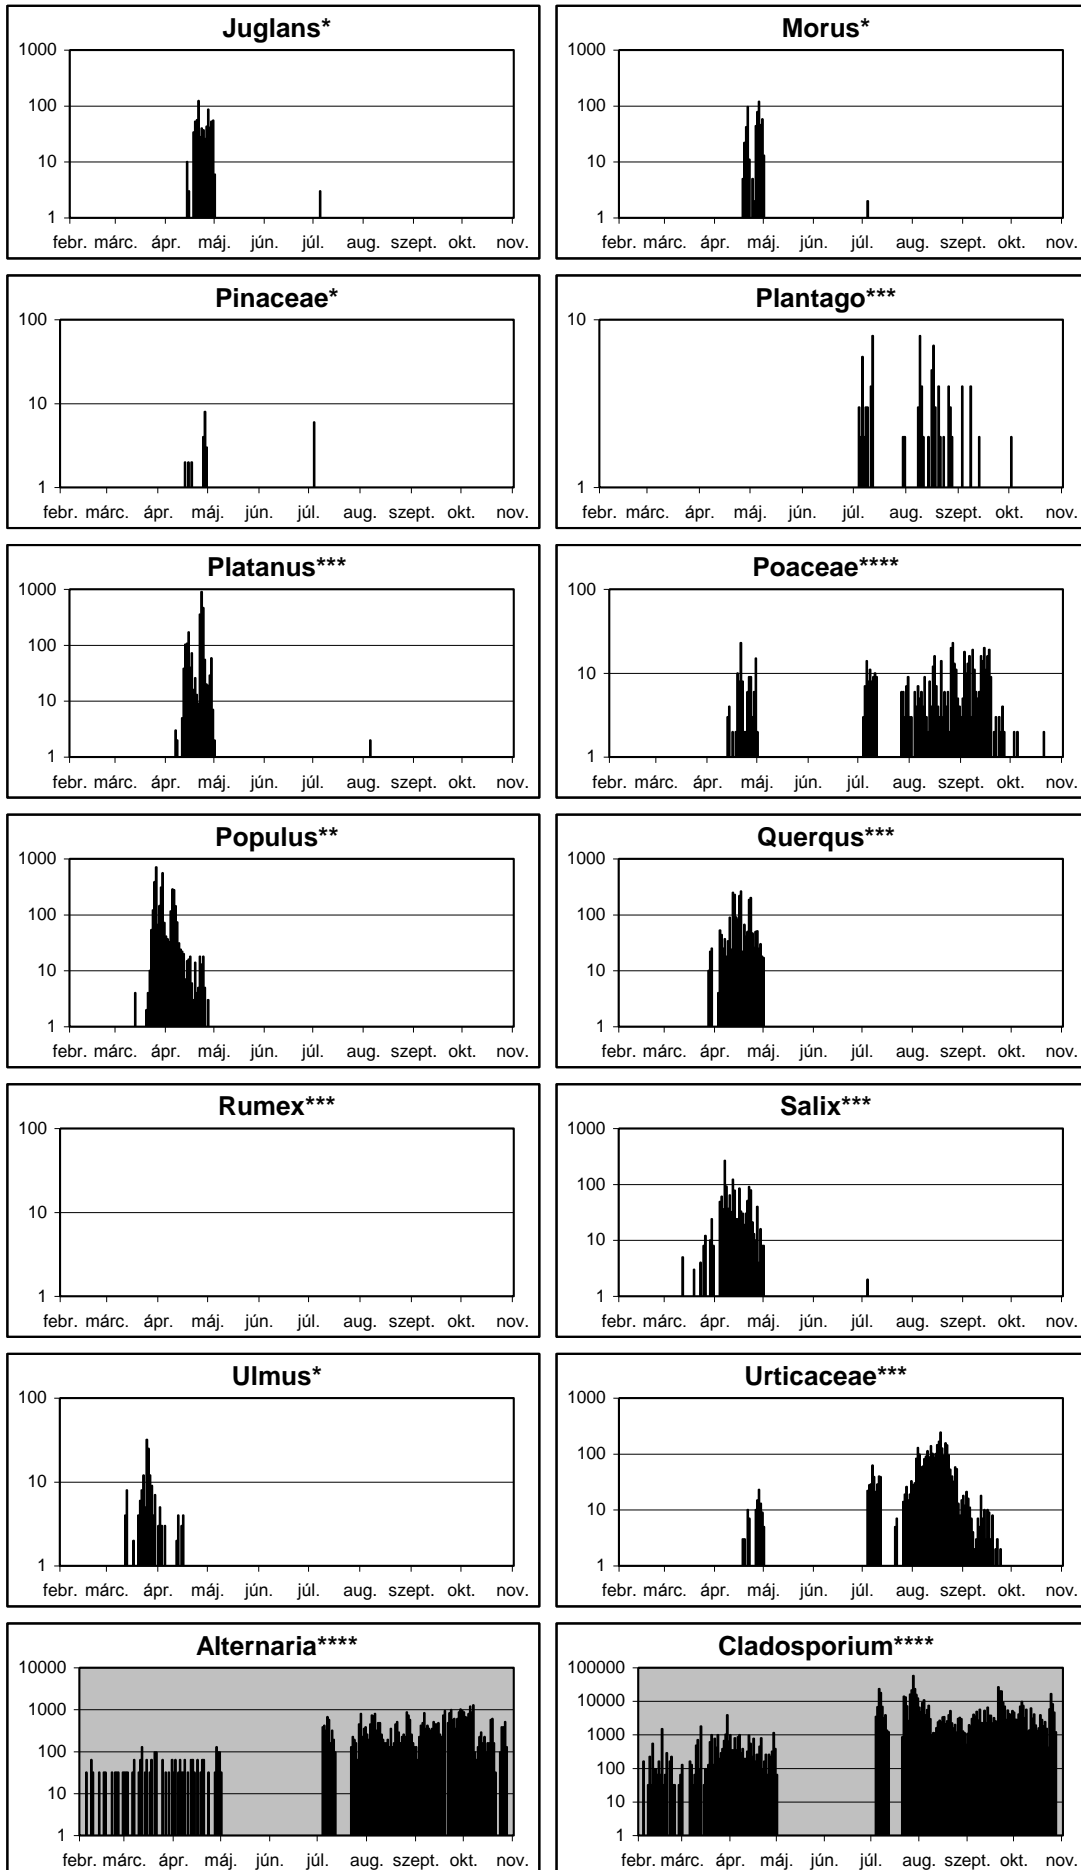 Juglans*
1000
100
10
1
febr. márc. ápr. máj. jún. júl. aug. szept. okt. nov.
Morus*
1000
100
10
1
febr. márc. ápr. máj. jún. júl. aug. szept. okt. nov.
Pinaceae*
100
10
1
febr. márc. ápr. máj. jún. júl. aug. szept. okt. nov.
Plantago***
10
1
febr. márc. ápr. máj. jún. júl. aug. szept. okt. nov.
Platanus***
1000
100
10
1
febr. márc. ápr. máj. jún. júl. aug. szept. okt. nov.
Poaceae****
100
10
1
febr. márc. ápr. máj. jún. júl. aug. szept. okt. nov.
Populus**
1000
100
10
1
febr. márc. ápr. máj. jún. júl. aug. szept. okt. nov.
Querqus***
1000
100
10
1
febr. márc. ápr. máj. jún. júl. aug. szept. okt. nov.
Rumex***
100
10
1
febr. márc. ápr. máj. jún. júl. aug. szept. okt. nov.
Salix***
1000
100
10
1
febr. márc. ápr. máj. jún. júl. aug. szept. okt. nov.
Ulmus*
100
10
1
febr. márc. ápr. máj. jún. júl. aug. szept. okt. nov.
Urticaceae***
1000
100
10
1
febr. márc. ápr. máj. jún. júl. aug. szept. okt. nov.
Alternaria****
10000
1000
100
10
1
febr. márc. ápr. máj. jún. júl. aug. szept. okt. nov.
Cladosporium****
100000
10000
1000
100
10
1
febr. márc. ápr. máj. jún. júl. aug. szept. okt. nov.